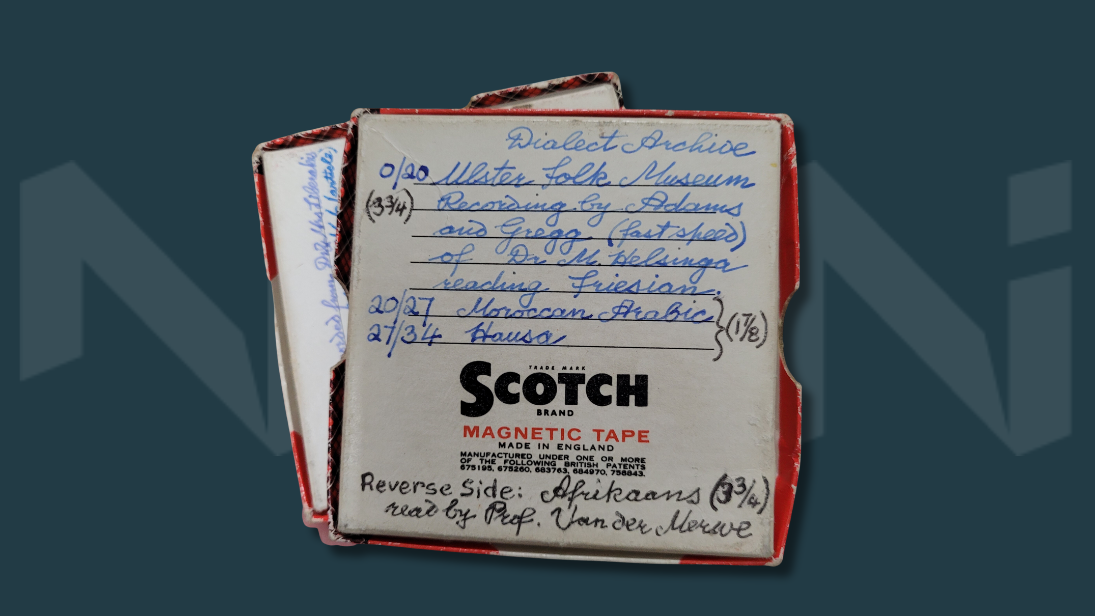 Dialect Archive
0/20 Ulster Folk Museum
(3¾) Recording by Adams
and Gregg (fast speed)
of Dr M. Helsinga
reading Friesian.
20/27 Moroccan Arabic
27/34 Hausa
} (1⅞)
TRADE MARK
SCOTCH
BRAND
MAGNETIC TAPE
MADE IN ENGLAND
MANUFACTURED UNDER ONE OR MORE
OF THE FOLLOWING BRITISH PATENTS
675195, 675260, 683763, 684970, 758843.
Reverse Side: Afrikaans (3¾)
read by Prof. Van der Merwe